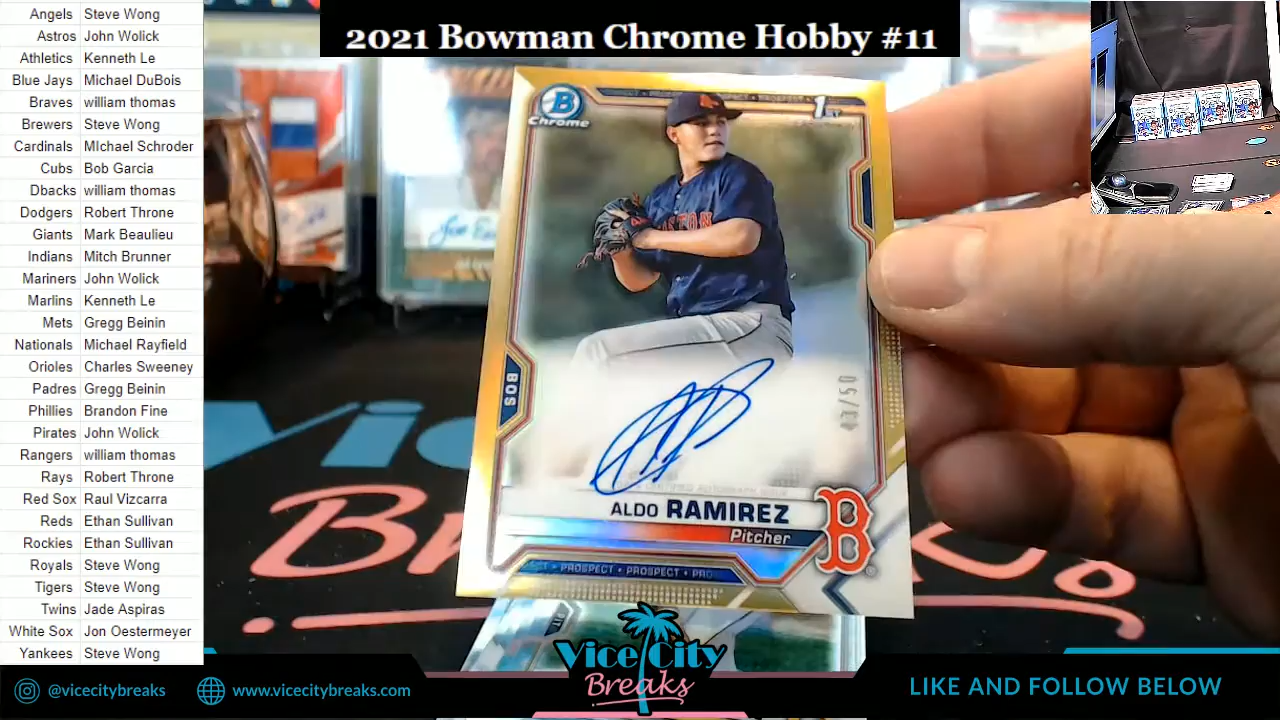 2021 Bowman Chrome Hobby #11
Angels Steve Wong
Astros John Wolick
Athletics Kenneth Le
Blue Jays Michael DuBois
Braves william thomas
Brewers Steve Wong
Cardinals MIchael Schroder
Cubs Bob Garcia
Dbacks william thomas
Dodgers Robert Throne
Giants Mark Beaulieu
Indians Mitch Brunner
Mariners John Wolick
Marlins Kenneth Le
Mets Gregg Beinin
Nationals Michael Rayfield
Orioles Charles Sweeney
Padres Gregg Beinin
Phillies Brandon Fine
Pirates John Wolick
Rangers william thomas
Rays Robert Throne
Red Sox Raul Vizcarra
Reds Ethan Sullivan
Rockies Ethan Sullivan
Royals Steve Wong
Tigers Steve Wong
Twins Jade Aspiras
White Sox Jon Oestermeyer
Yankees Steve Wong
B
Chrome
1st
BOS
ALDO RAMIREZ
Pitcher
B
PROSPECT • PROSPECT • PRO
Vice City
Breaks
@vicecitybreaks
www.vicecitybreaks.com
LIKE AND FOLLOW BELOW